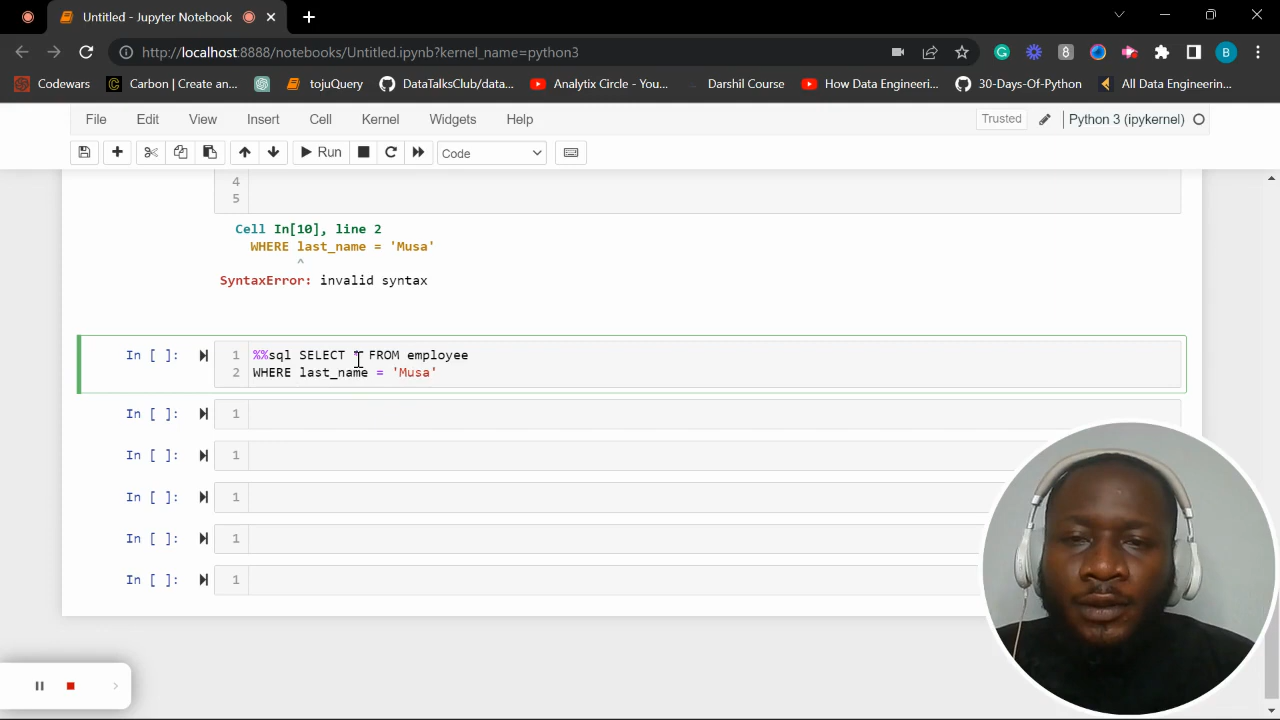 Untitled - Jupyter Notebook
http://localhost:8888/notebooks/Untitled.ipynb?kernel_name=python3
B
Codewars
Carbon | Create an...
tojuQuery
DataTalksClub/data...
Analytix Circle - You...
Dishil Course
How Data Engineeri...
30-Days-Of-Python
All Data Engineerin...
File Edit View Insert Cell Kernel Widgets Help
Trusted
Python 3 (ipykernel)
Run
Code
4
5
Cell In[10], line 2
WHERE last_name = 'Musa'
^
SyntaxError: invalid syntax
In [ ]:
1 %%sql SELECT * FROM employee
2 WHERE last_name = 'Musa'
In [ ]: 1
In [ ]: 1
In [ ]: 1
In [ ]: 1
In [ ]: 1